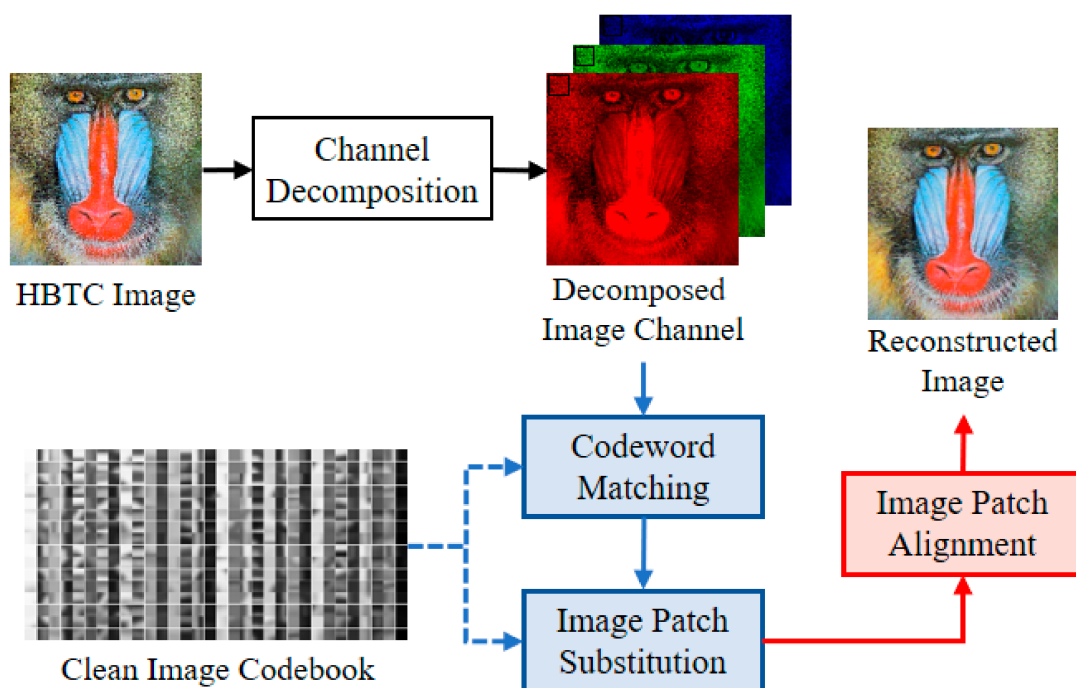 Channel
Decomposition
HBTC Image
Decomposed
Image Channel
Reconstructed
Image
Codeword
Matching
Image Patch
Alignment
Image Patch
Substitution
Clean Image Codebook